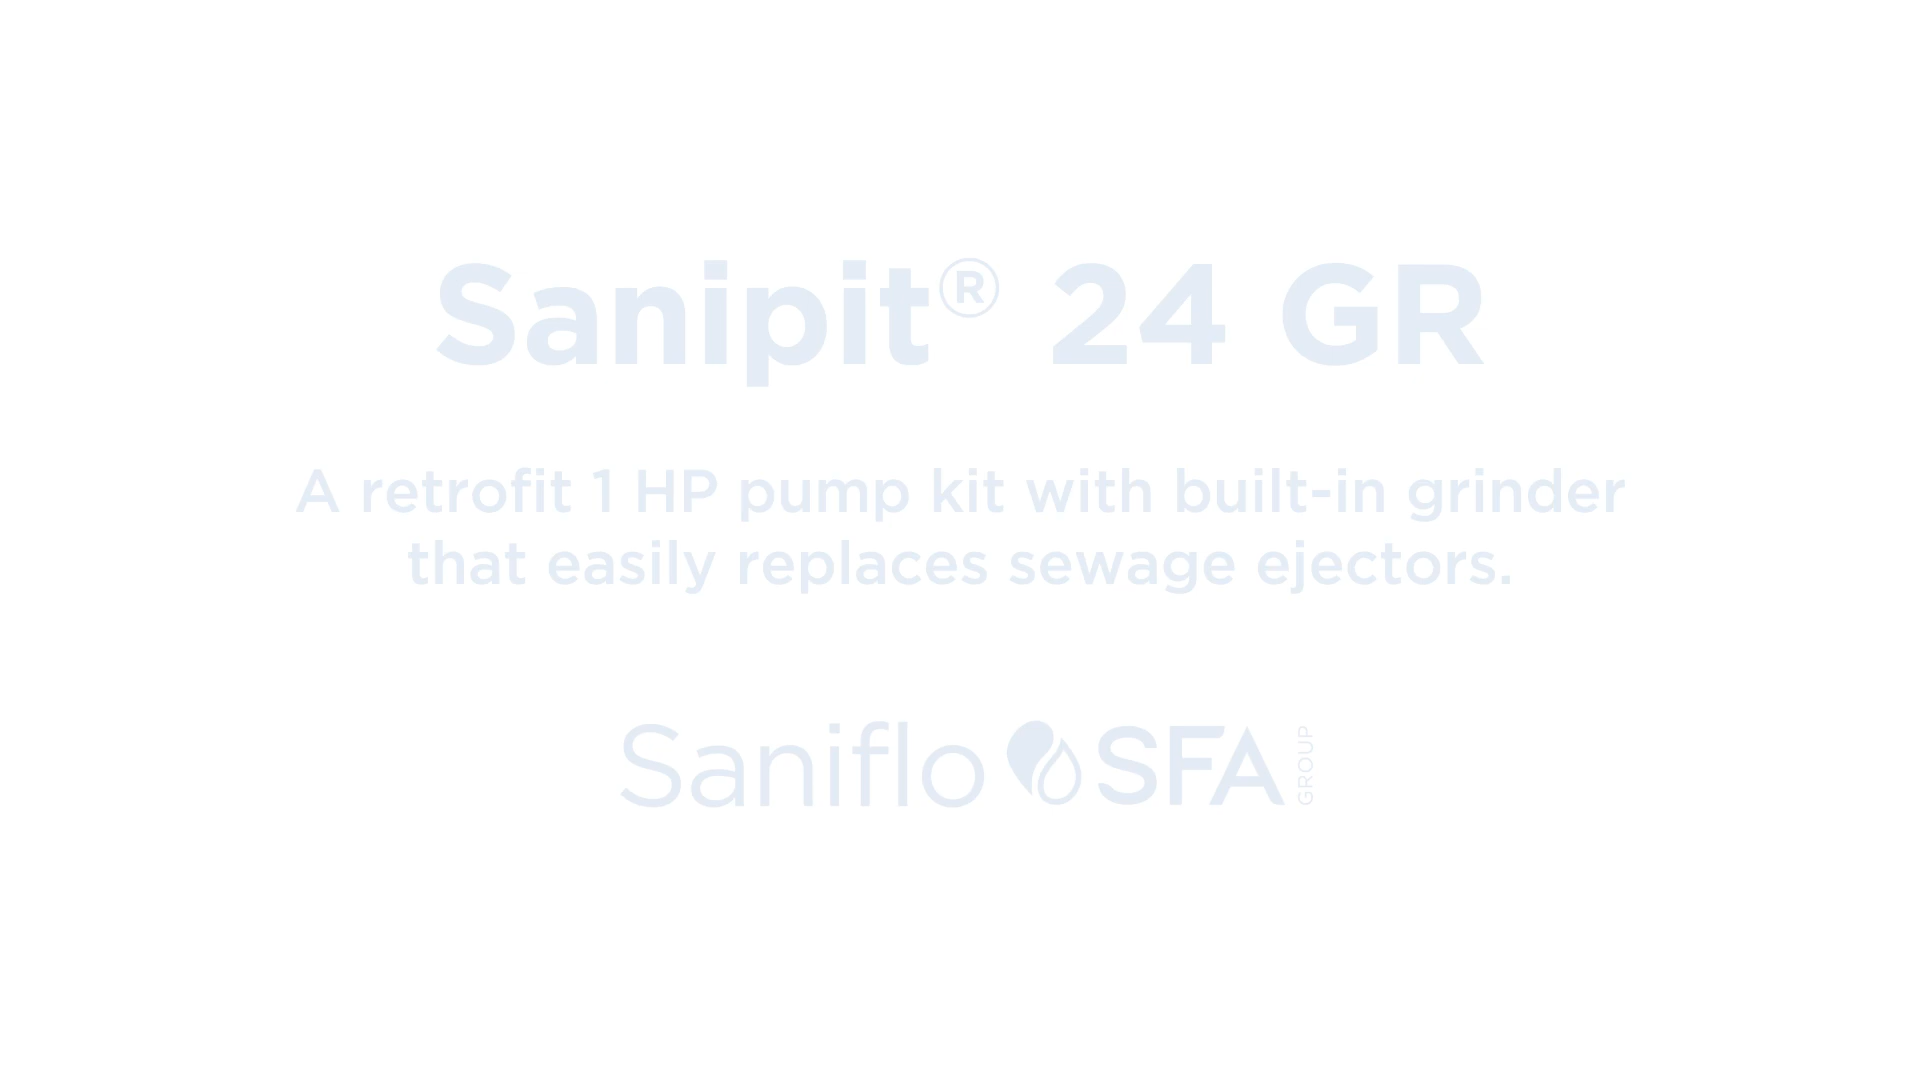 Sanipit® 24 GR
A retrofit 1 HP pump kit with built-in grinder
that easily replaces sewage ejectors.
Saniflo SFA GROUP